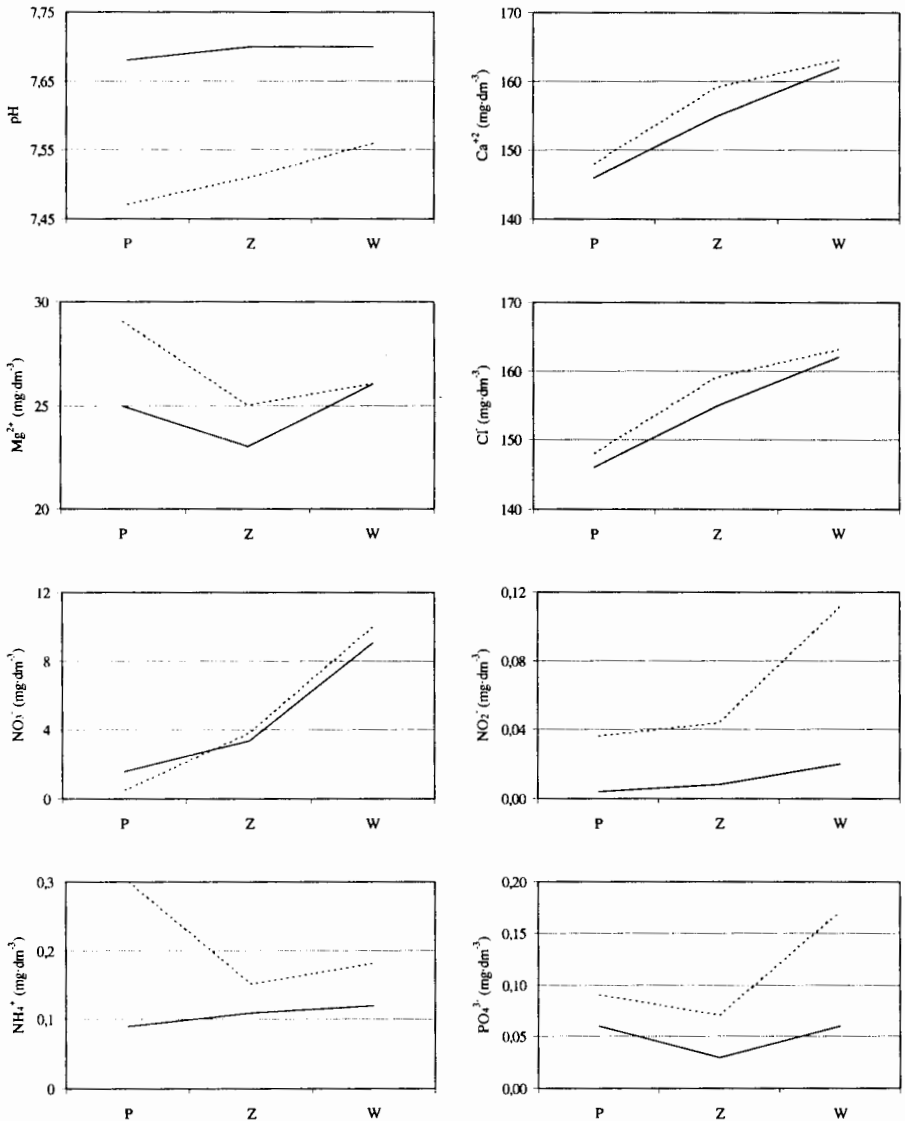 pH
7,75
7,65
7,55
7,45
P Z W
Ca⁺² (mg·dm⁻³)
170
160
150
140
P Z W
Mg²⁺ (mg·dm⁻³)
30
25
20
P Z W
Cl⁻ (mg·dm⁻³)
170
160
150
140
P Z W
NO₃⁻ (mg·dm⁻³)
12
8
4
0
P Z W
NO₂⁻ (mg·dm⁻³)
0,12
0,08
0,04
0,00
P Z W
NH₄⁺ (mg·dm⁻³)
0,3
0,2
0,1
0
P Z W
PO₄³⁻ (mg·dm⁻³)
0,20
0,15
0,10
0,05
0,00
P Z W